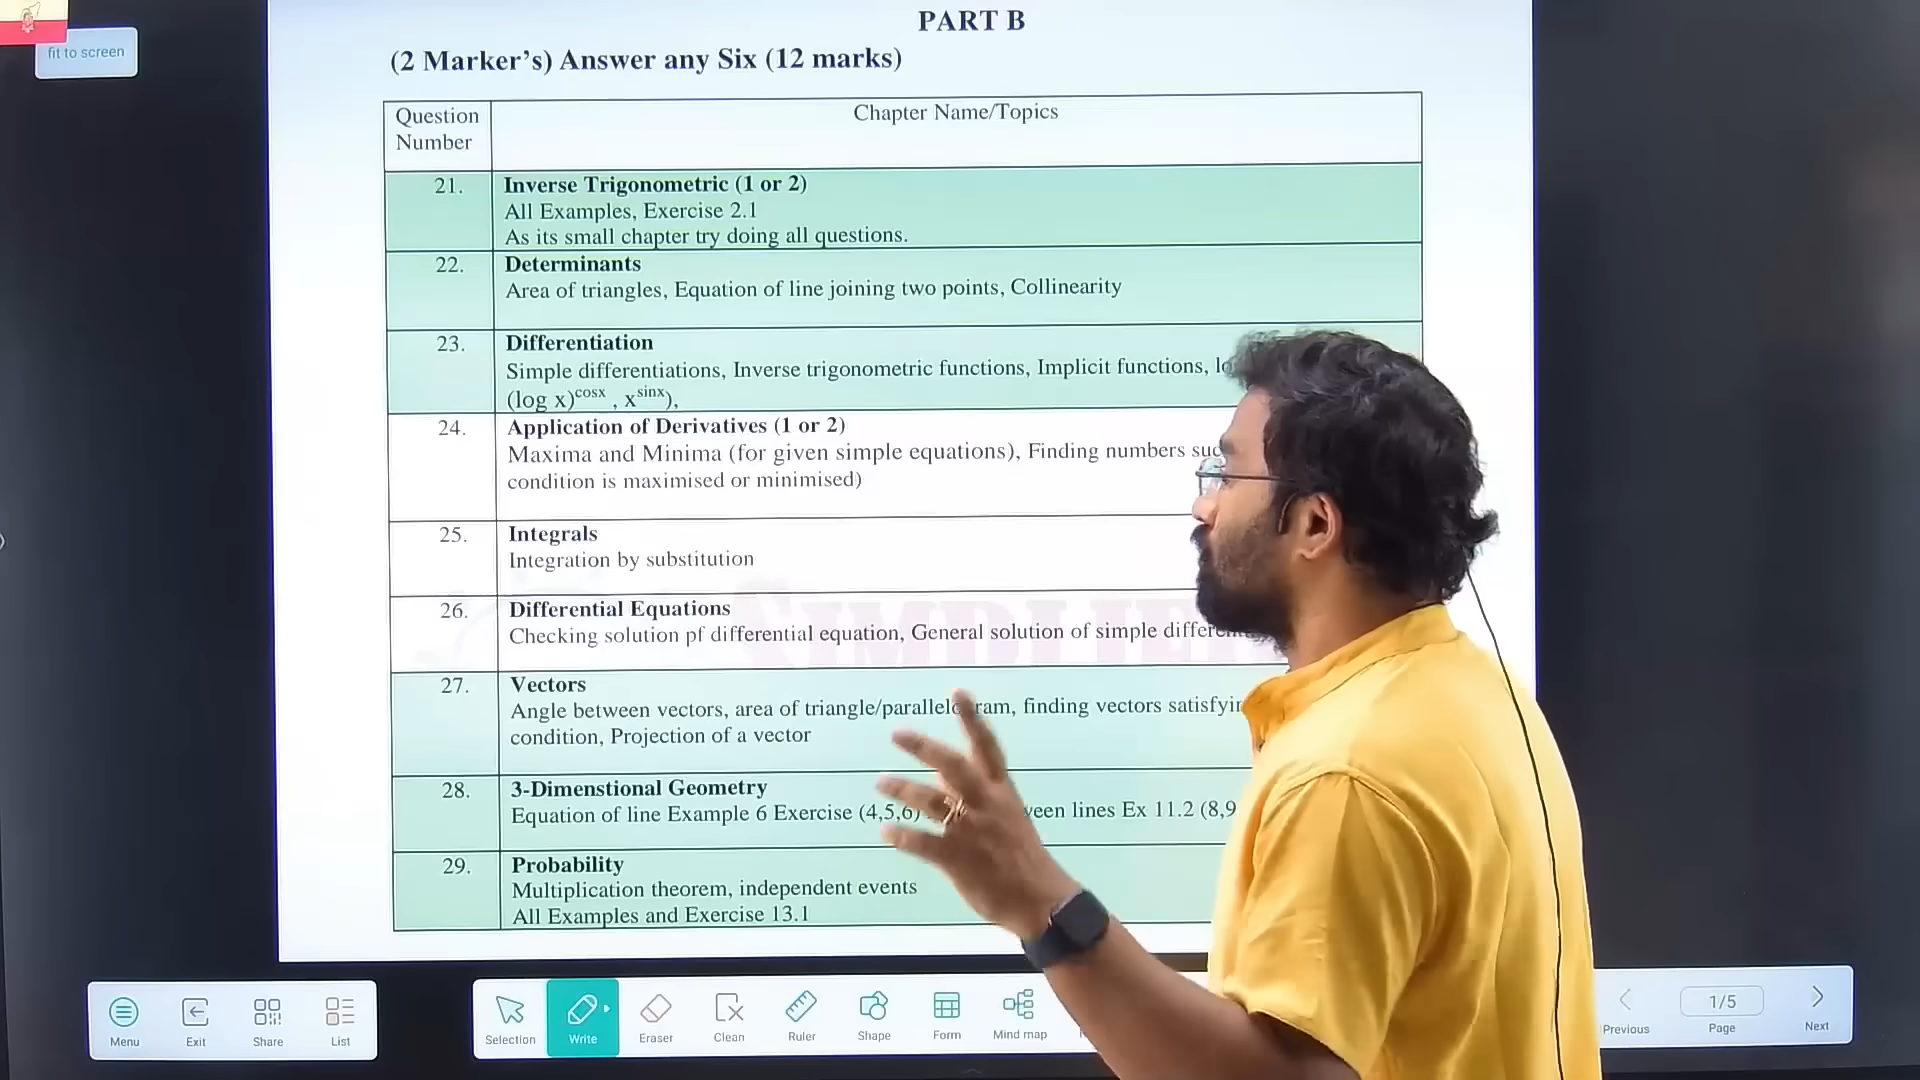 fit to screen
PART B
(2 Marker's) Answer any Six (12 marks)
Question Number
Chapter Name/Topics
21.
Inverse Trigonometric (1 or 2)
All Examples, Exercise 2.1
As its small chapter try doing all questions.
22.
Determinants
Area of triangles, Equation of line joining two points, Collinearity
23.
Differentiation
Simple differentiations, Inverse trigonometric functions, Implicit functions,
(log x)^cosx , x^sinx),
24.
Application of Derivatives (1 or 2)
Maxima and Minima (for given simple equations), Finding numbers
condition is maximised or minimised)
25.
Integrals
Integration by substitution
26.
Differential Equations
Checking solution pf differential equation, General solution of simple
27.
Vectors
Angle between vectors, area of triangle/parallelogram, finding vectors
condition, Projection of a vector
28.
3-Dimenstional Geometry
Equation of line Example 6 Exercise (4,5,6) lines Ex 11.2 (8,9
29.
Probability
Multiplication theorem, independent events
All Examples and Exercise 13.1
Menu
Exit
Share
List
Selection
Write
Eraser
Clean
Ruler
Shape
Form
Mind map
Previous
1/5
Page
Next